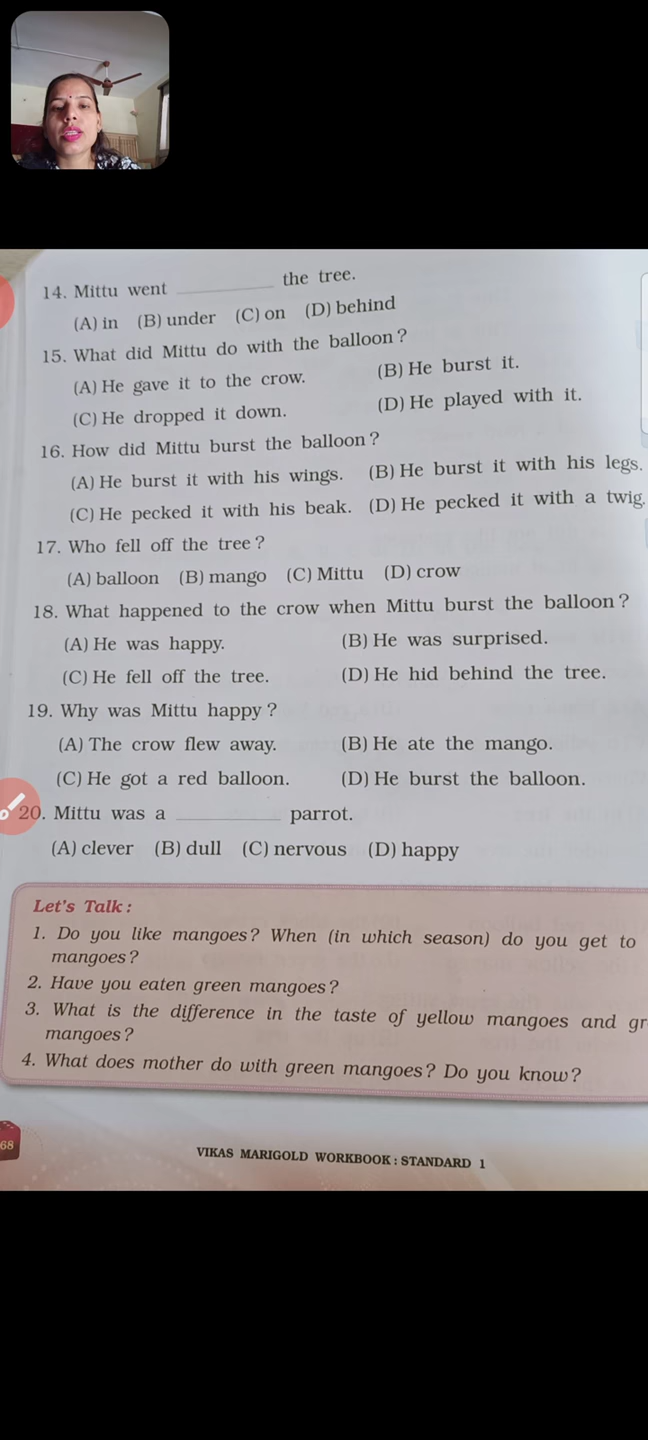 14. Mittu went __________ the tree.
(A) in (B) under (C) on (D) behind
15. What did Mittu do with the balloon?
(A) He gave it to the crow. (B) He burst it.
(C) He dropped it down. (D) He played with it.
16. How did Mittu burst the balloon?
(A) He burst it with his wings. (B) He burst it with his legs.
(C) He pecked it with his beak. (D) He pecked it with a twig.
17. Who fell off the tree?
(A) balloon (B) mango (C) Mittu (D) crow
18. What happened to the crow when Mittu burst the balloon?
(A) He was happy. (B) He was surprised.
(C) He fell off the tree. (D) He hid behind the tree.
19. Why was Mittu happy?
(A) The crow flew away. (B) He ate the mango.
(C) He got a red balloon. (D) He burst the balloon.
20. Mittu was a __________ parrot.
(A) clever (B) dull (C) nervous (D) happy
Let's Talk:
1. Do you like mangoes? When (in which season) do you get to
mangoes?
2. Have you eaten green mangoes?
3. What is the difference in the taste of yellow mangoes and gr
mangoes?
4. What does mother do with green mangoes? Do you know?
68
VIKAS MARIGOLD WORKBOOK : STANDARD 1